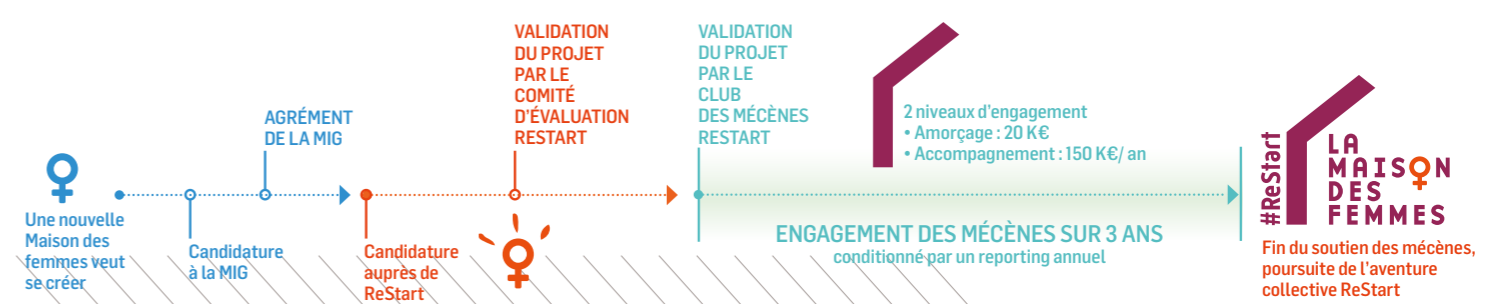 Une nouvelle
Maison des
femmes veut
se créer
Candidature
à la MIG
AGRÉMENT
DE LA MIG
Candidature
auprès de
ReStart
VALIDATION
DU PROJET
PAR LE
COMITÉ
D'ÉVALUATION
RESTART
VALIDATION
DU PROJET
PAR LE
CLUB
DES MÉCÈNES
RESTART
2 niveaux d'engagement
• Amorçage : 20 K€
• Accompagnement : 150 K€/ an
ENGAGEMENT DES MÉCÈNES SUR 3 ANS
conditionné par un reporting annuel
#ReStart
LA
MAISON
DES
FEMMES
Fin du soutien des mécènes,
poursuite de l'aventure
collective ReStart